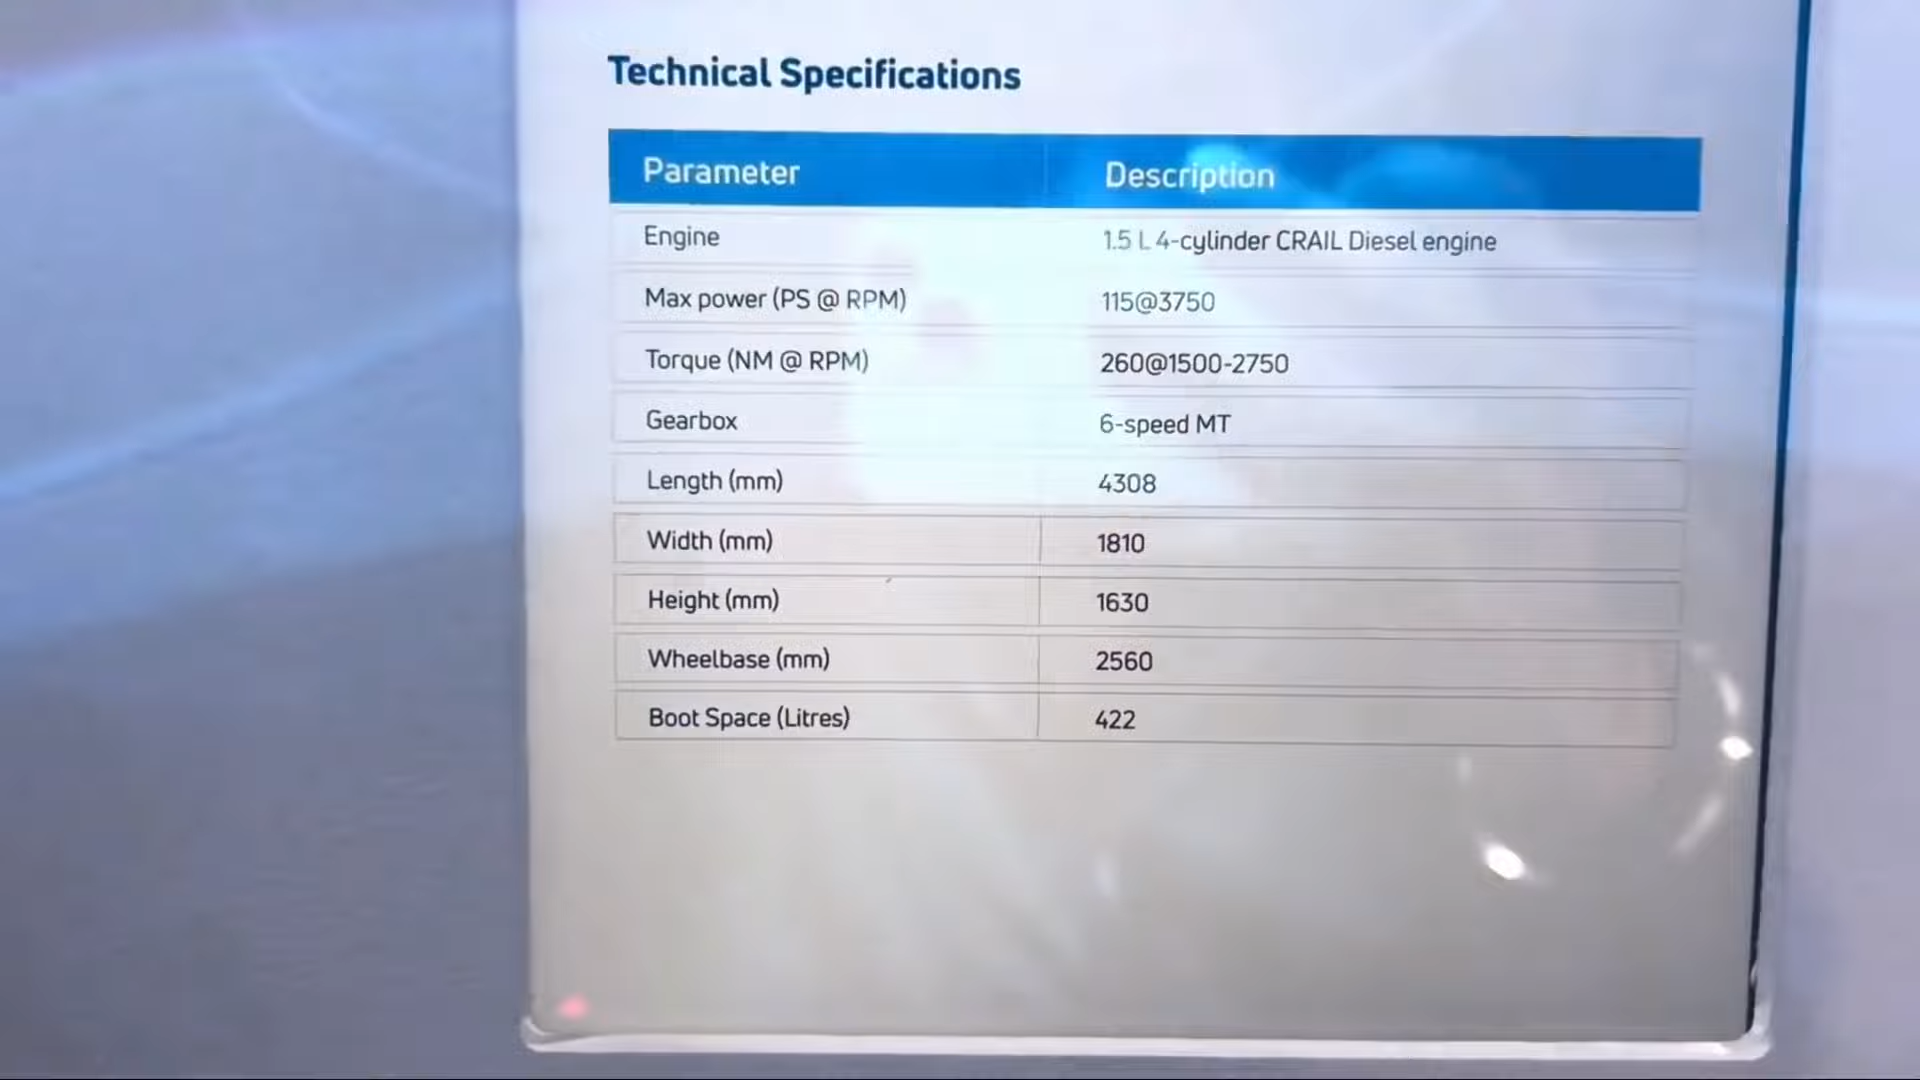 Technical Specifications
Parameter Description
Engine 1.5 L 4-cylinder CRAIL Diesel engine
Max power (PS @ RPM) 115@3750
Torque (NM @ RPM) 260@1500-2750
Gearbox 6-speed MT
Length (mm) 4308
Width (mm) 1810
Height (mm) 1630
Wheelbase (mm) 2560
Boot Space (Litres) 422